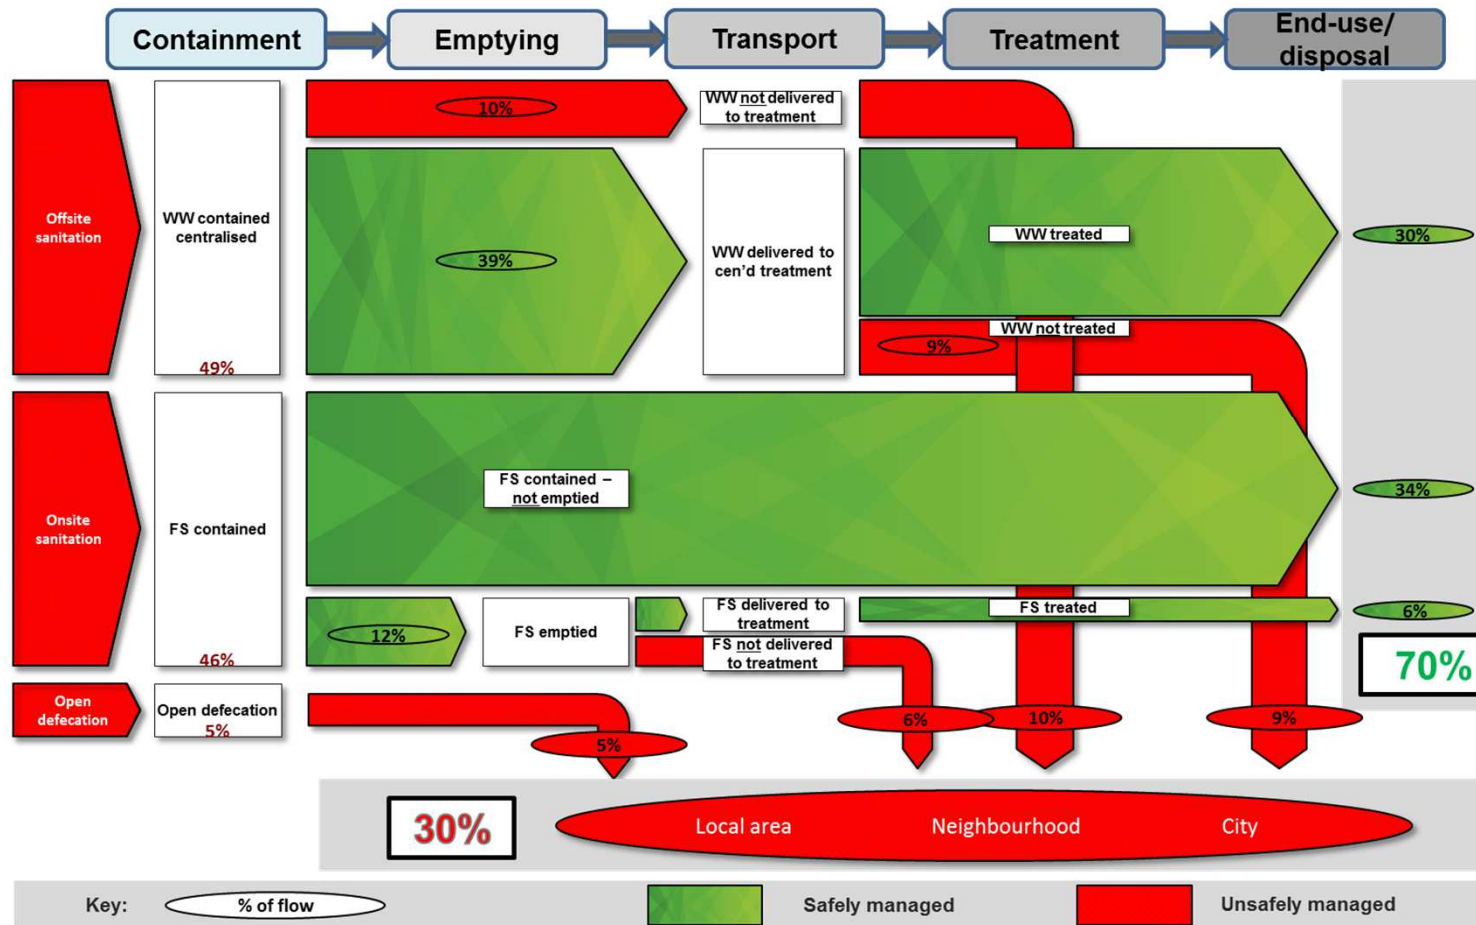 Containment
Emptying
Transport
Treatment
End-use/
disposal
Offsite
sanitation
WW contained
centralised
49%
10%
39%
WW not delivered
to treatment
WW delivered to
cen'd treatment
WW treated
WW not treated
9%
30%
Onsite
sanitation
FS contained
46%
FS contained –
not emptied
34%
12%
FS emptied
FS delivered to
treatment
FS not delivered
to treatment
FS treated
6%
70%
Open
defecation
Open defecation
5%
5%
6%
10%
9%
30%
Local area
Neighbourhood
City
Key:
% of flow
Safely managed
Unsafely managed